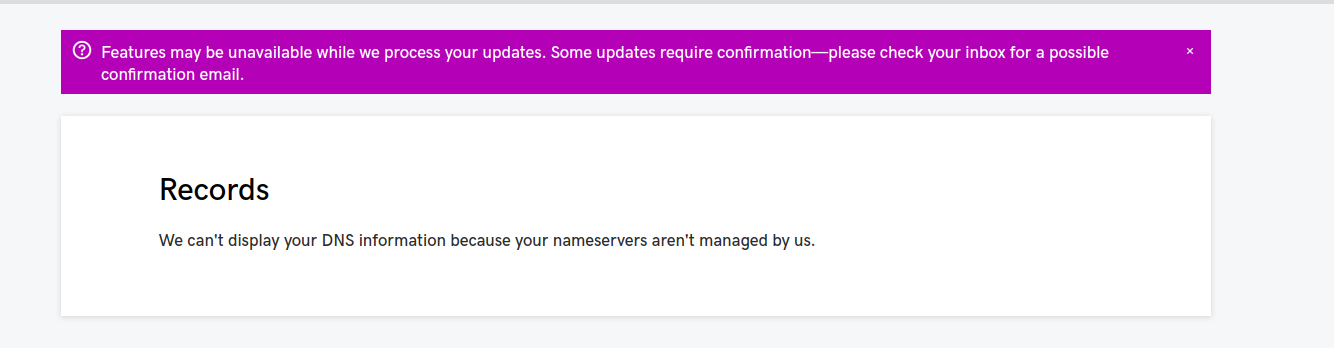 Features may be unavailable while we process your updates. Some updates require confirmation—please check your inbox for a possible
confirmation email.
×
Records
We can't display your DNS information because your nameservers aren't managed by us.